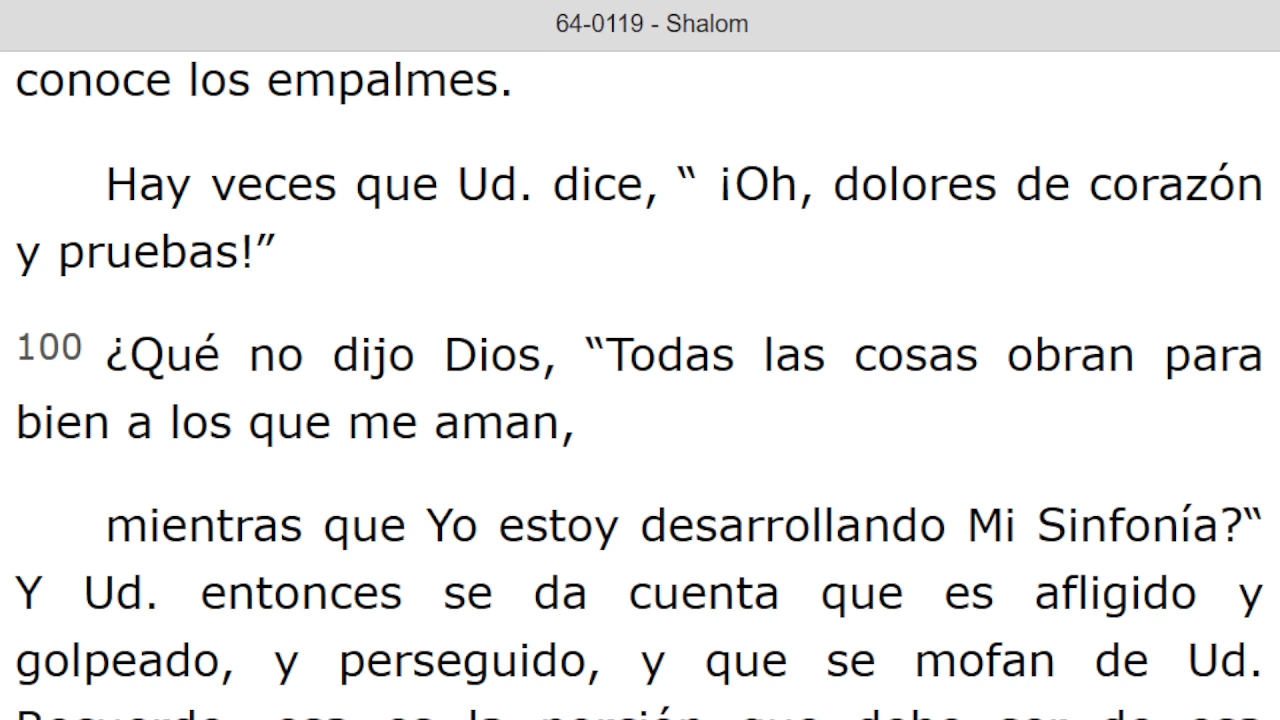 64-0119 - Shalom
conoce los empalmes.
Hay veces que Ud. dice, “ ¡Oh, dolores de corazón
y pruebas!”
100 ¿Qué no dijo Dios, “Todas las cosas obran para
bien a los que me aman,
mientras que Yo estoy desarrollando Mi Sinfonía?“
Y Ud. entonces se da cuenta que es afligido y
golpeado, y perseguido, y que se mofan de Ud.